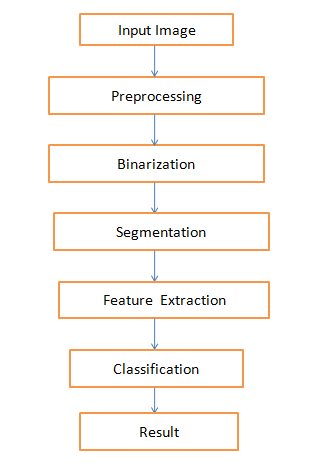 Input Image
Preprocessing
Binarization
Segmentation
Feature Extraction
Classification
Result